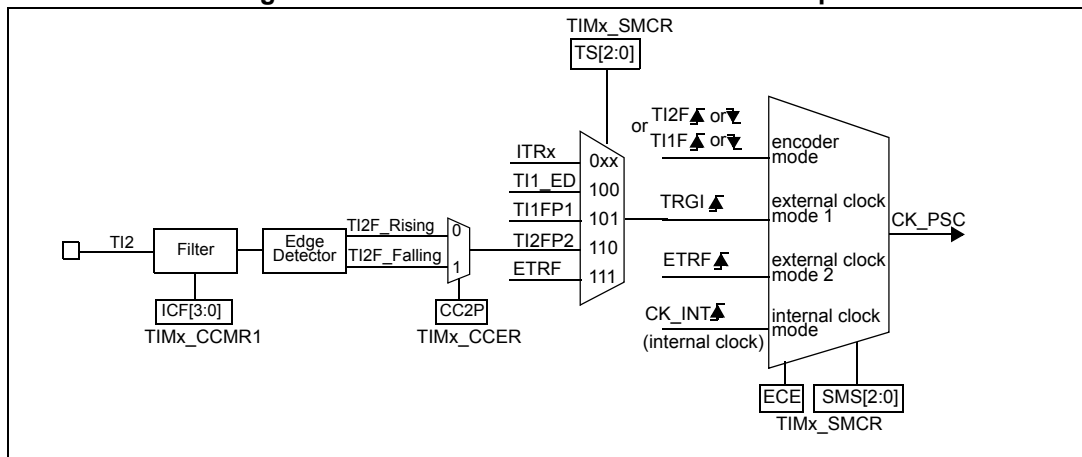 TIMx_SMCR
TS[2:0]
TI2F or
or TI1F or
encoder mode
ITRx
0xx
TI1_ED
100
TRGI
external clock mode 1
CK_PSC
TI1FP1
101
TI2
Filter
Edge Detector
TI2F_Rising
0
TI2F_Falling
1
TI2FP2
110
ETRF
111
ETRF
external clock mode 2
ICF[3:0]
TIMx_CCMR1
CC2P
TIMx_CCER
CK_INT
(internal clock)
internal clock mode
ECE
SMS[2:0]
TIMx_SMCR